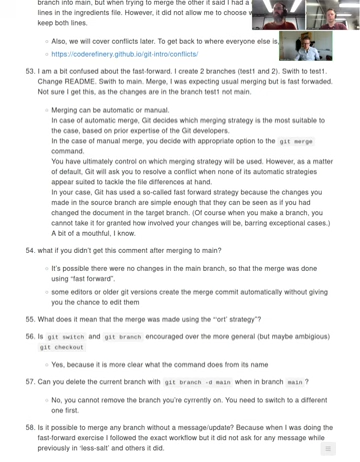 branch into main, but when trying to merge the other it said I had a
lines in the ingredients file. However, it did not allow me to choose w
keep both lines.
Also, we will cover conflicts later. To get back to where everyone else is,
https://coderefinery.github.io/git-intro/conflicts/
53. I am a bit confused about the fast-forward. I create 2 branches (test1 and 2). Swith to test1.
Change README. Swith to main. Merge, I was expecting usual merging but is fast forwaded.
Not sure I get this, as the changes are in the branch test1 not main.
Merging can be automatic or manual.
In case of automatic merge, Git decides which merging strategy is the most suitable to
the case, based on prior expertise of the Git developers.
In the case of manual merge, you decide with appropriate option to the git merge
command.
You have ultimately control on which merging strategy will be used. However, as a matter
of default, Git will ask you to resolve a conflict when none of its automatic strategies
appear suited to tackle the file differences at hand.
In your case, Git has used a so-called fast forward strategy because the changes you
made in the source branch are simple enough that they can be seen as if you had
changed the document in the target branch. (Of course when you make a branch, you
cannot take it for granted how involved your changes will be, barring exceptional cases.)
A bit of a mouthful, I know.
54. what if you didn't get this comment after merging to main?
It's possible there were no changes in the main branch, so that the merge was done
using "fast forward".
some editors or older git versions create the merge commit automatically without giving
you the chance to edit them
55. What does it mean that the merge was made using the "'ort' strategy"?
56. Is git switch and git branch encouraged over the more general (but maybe ambigious)
git checkout
Yes, because it is more clear what the command does from its name
57. Can you delete the current branch with git branch -d main when in branch main ?
No, you cannot remove the branch you're cyrrently on. You need to switch to a different
one first.
58. Is it possible to merge any branch without a message/update? Because when I was doing the
fast-forward exercise I followed the exact workflow but it did not ask for any message while
previously in 'less-salt' and others it did.